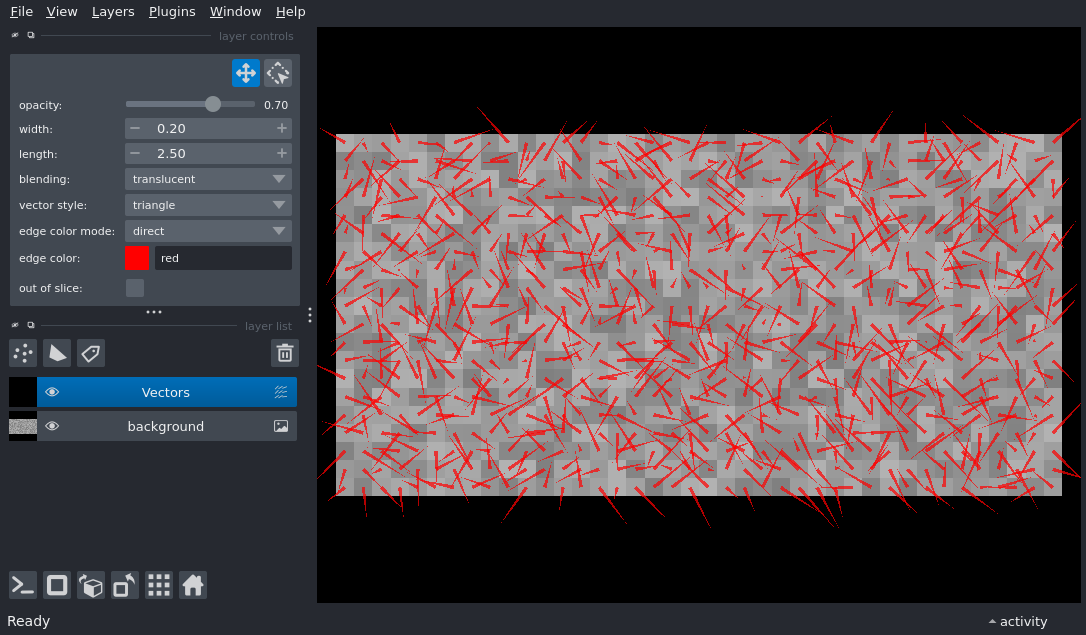 File View Layers Plugins Window Help
layer controls
opacity: 0.70
width: 0.20
length: 2.50
blending: translucent
vector style: triangle
edge color mode: direct
edge color: red
out of slice:
layer list
Vectors
background
Ready
activity